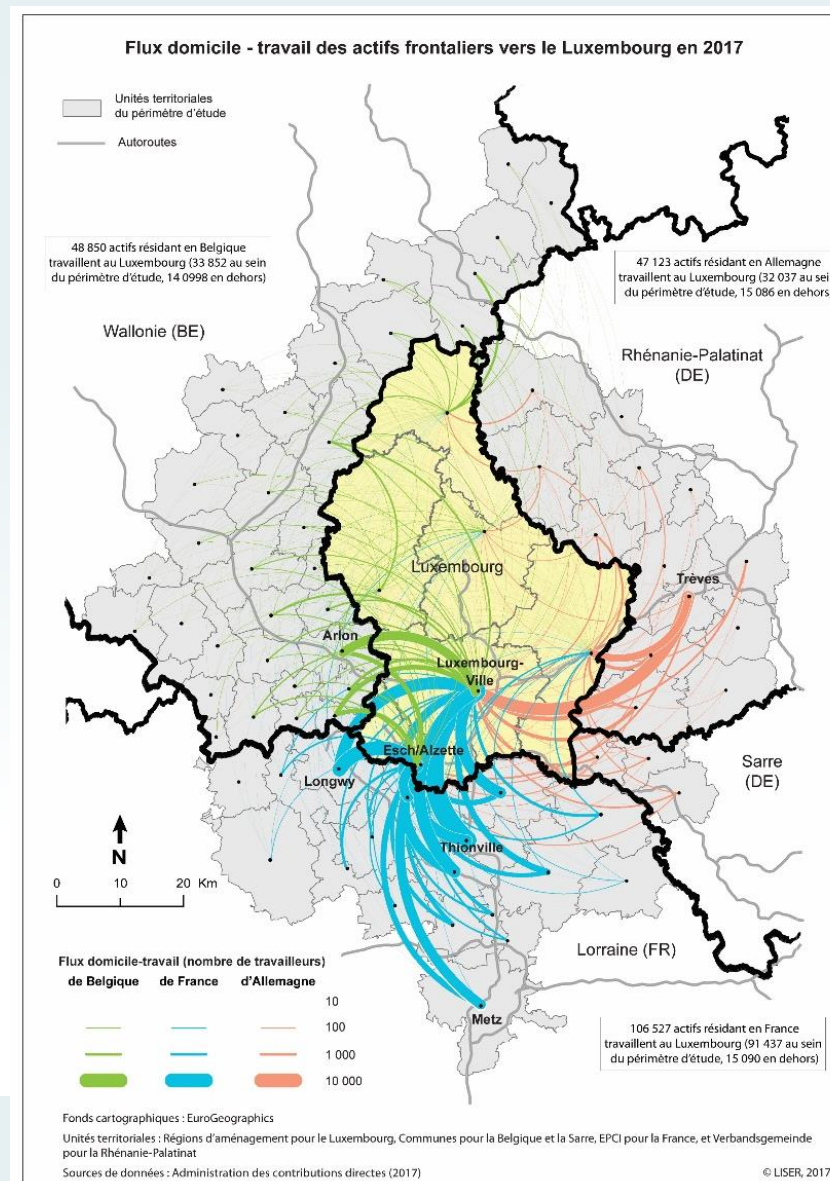 Flux domicile - travail des actifs frontaliers vers le Luxembourg en 2017
Unités territoriales
du périmètre d'étude
Autoroutes
48 850 actifs résidant en Belgique
travaillent au Luxembourg (33 852 au sein
du périmètre d'étude, 14 0998 en dehors)
47 123 actifs résidant en Allemagne
travaillent au Luxembourg (32 037 au sein
du périmètre d'étude, 15 086 en dehors)
Wallonie (BE)
Rhénanie-Palatinat
(DE)
Luxembourg
Trèves
Arlon
Luxembourg-
Ville
Esch/Alzette
Longwy
Sarre
(DE)
Thionville
N
0 10 20 Km
Lorraine (FR)
Metz
Flux domicile-travail (nombre de travailleurs)
de Belgique de France d'Allemagne
10
100
1 000
10 000
106 527 actifs résidant en France
travaillent au Luxembourg (91 437 au sein
du périmètre d'étude, 15 090 en dehors)
Fonds cartographiques : EuroGeographics
Unités territoriales : Régions d'aménagement pour le Luxembourg, Communes pour la Belgique et la Sarre, EPCI pour la France, et Verbandsgemeinde
pour la Rhénanie-Palatinat
Sources de données : Administration des contributions directes (2017)
© LISER, 2017